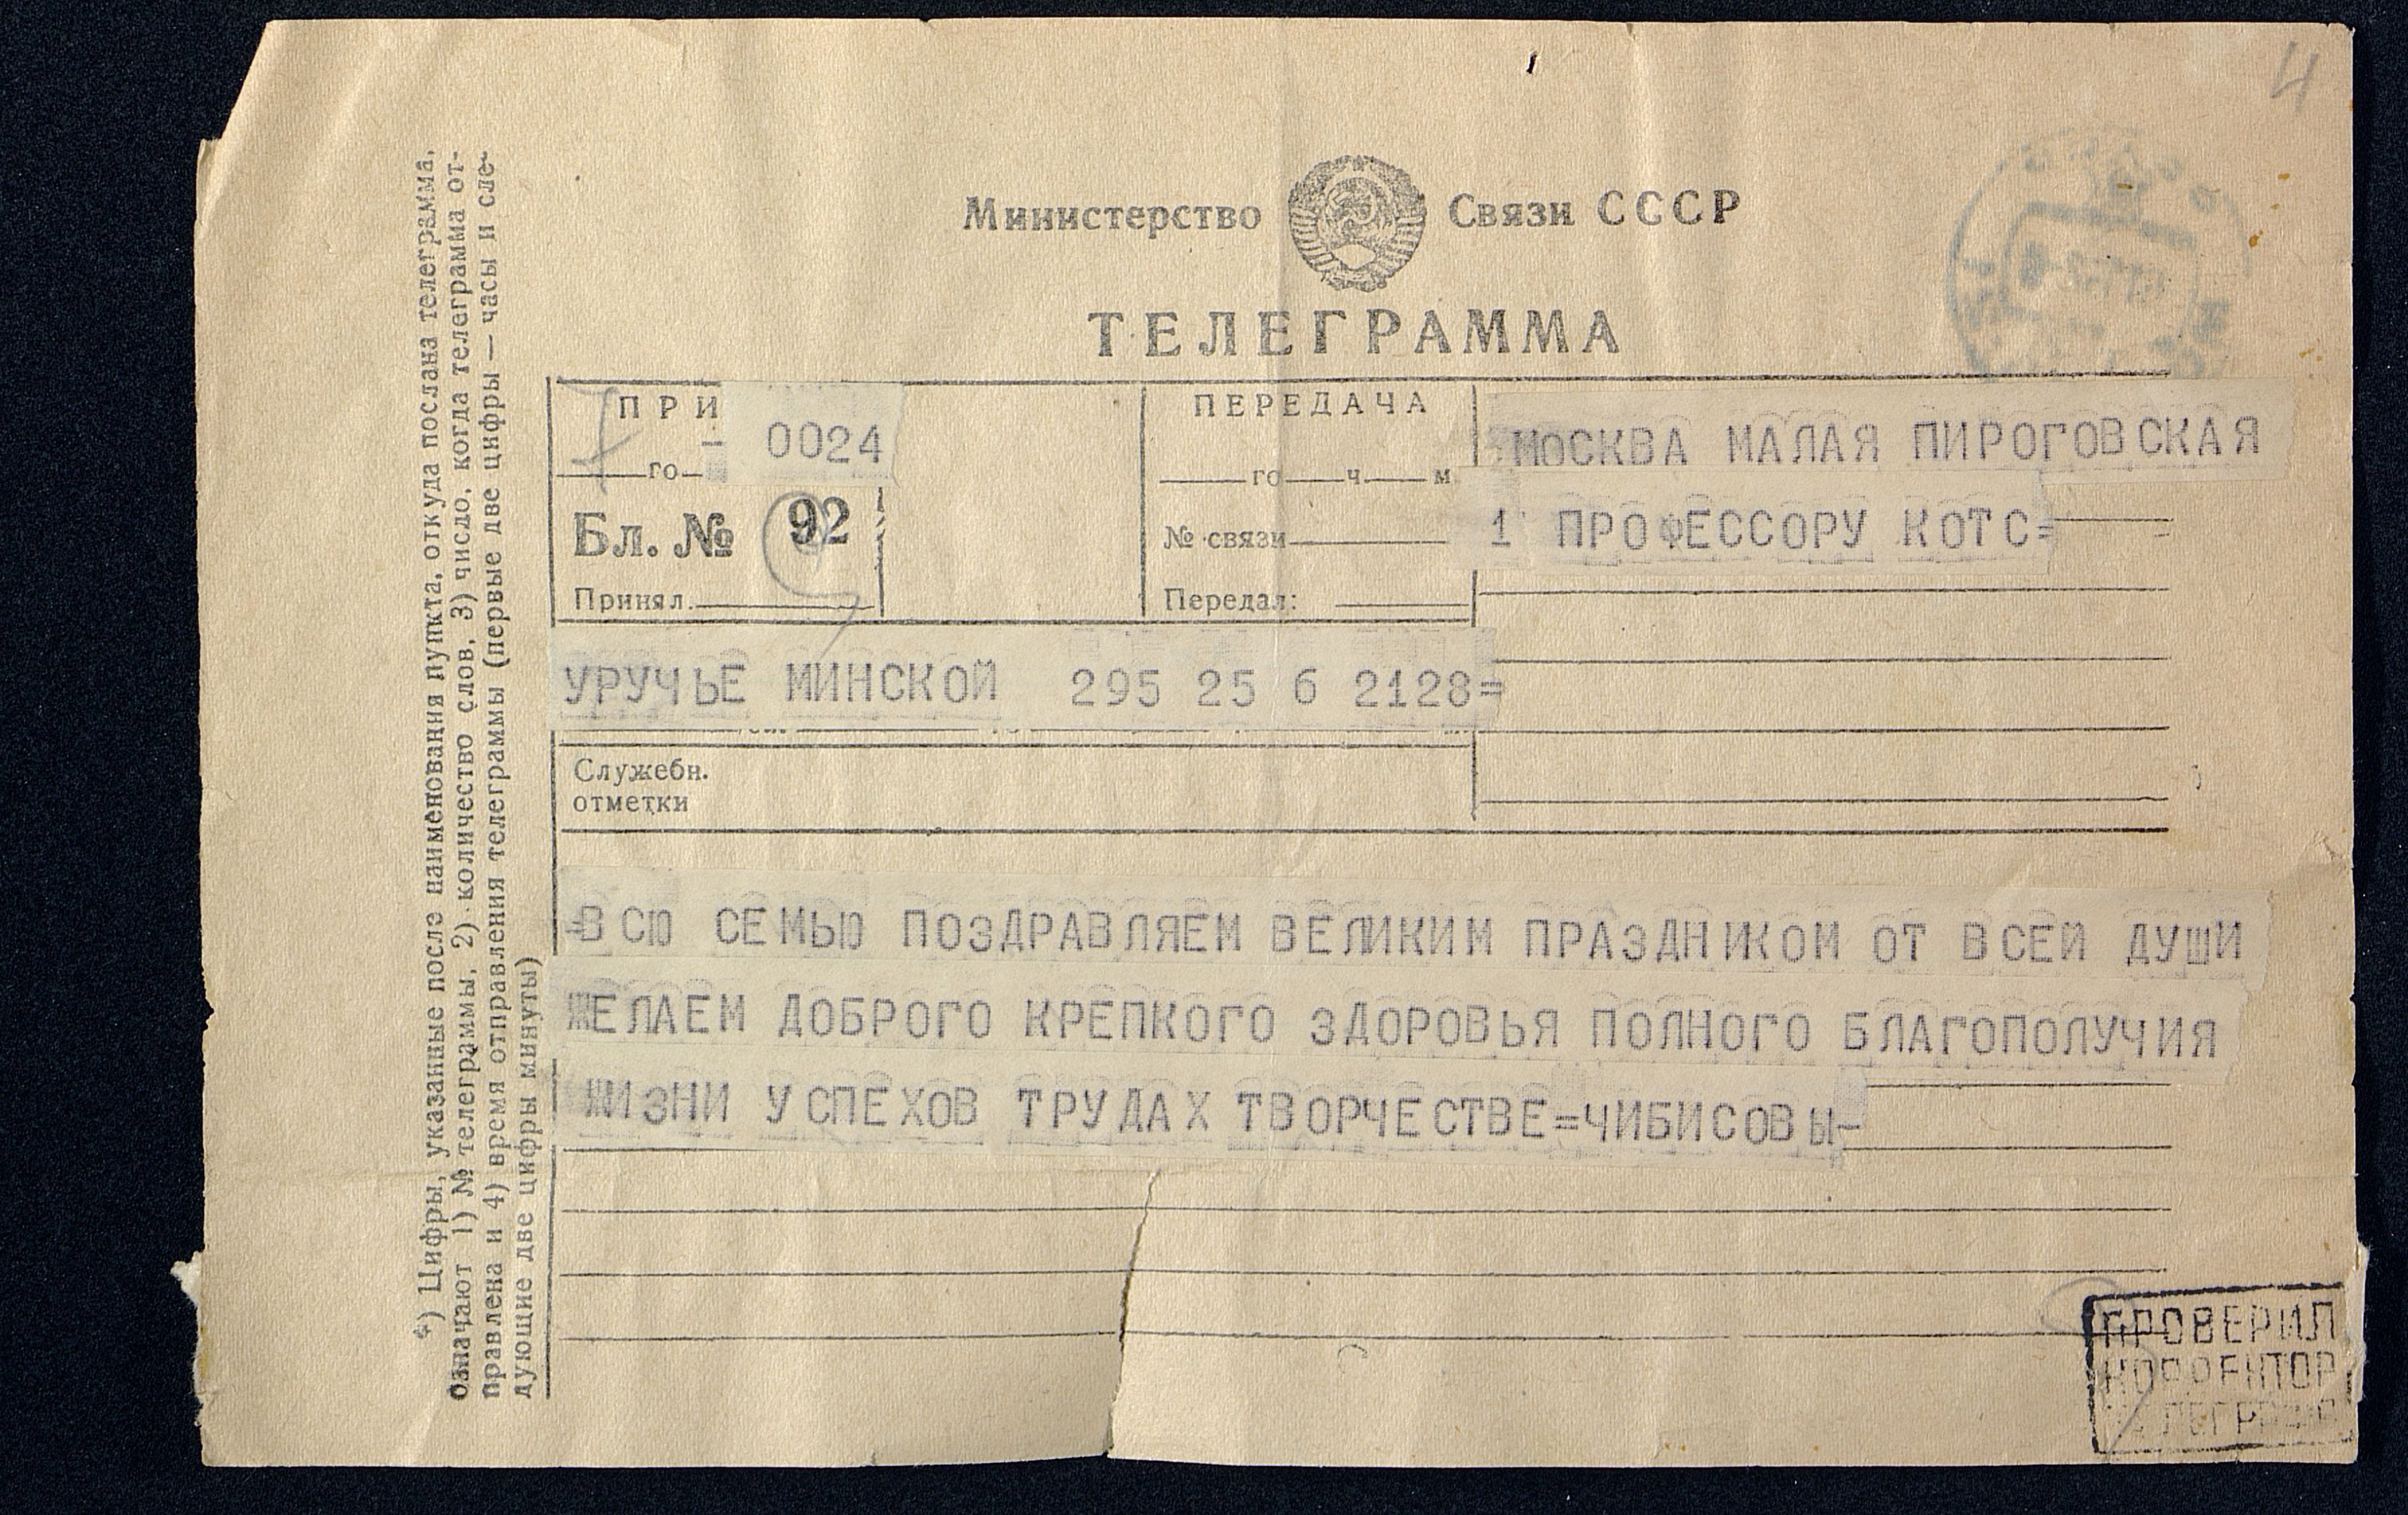 4
Министерство Связи СССР
ТЕЛЕГРАММА
ПРИ
– 0024
го
Бл. № 92
Принял.
ПЕРЕДАЧА
го ч м
№ связи
Передал:
МОСКВА МАЛАЯ ПИРОГОВСКАЯ
1 ПРОФЕССОРУ КОТС=
УРУЧЬЕ МИНСКОЙ 295 25 6 2128=
Служебн.
отметки
=ВСЮ СЕМЬЮ ПОЗДРАВЛЯЕМ ВЕЛИКИМ ПРАЗДНИКОМ ОТ ВСЕЙ ДУШИ
ЖЕЛАЕМ ДОБРОГО КРЕПКОГО ЗДОРОВЬЯ ПОЛНОГО БЛАГОПОЛУЧИЯ
ЖИЗНИ УСПЕХОВ ТРУДАХ ТВОРЧЕСТВЕ=ЧИБИСОВЫ-
*) Цифры, указанные после наименования пупкта, откуда послана телеграмма,
означают 1) № телеграммы, 2) количество слов, 3) число, когда телеграмма от-
правлена и 4) время отправления телеграммы (первые две цифры — часы и сле-
дующие две цифры минуты)
ПРОВЕРИЛ
КОРРЕКТОР
ТЕЛЕГРАФА